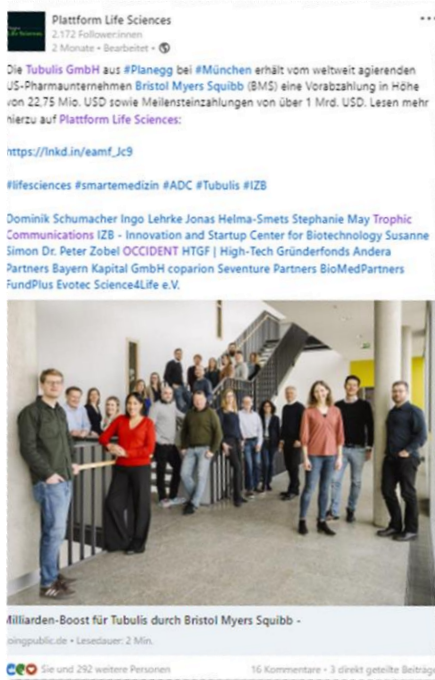 Plattform Life Sciences
2.172 Follower:innen
2 Monate • Bearbeitet •
Die Tubulis GmbH aus #Planegg bei #München erhält vom weltweit agierenden
US-Pharmaunternehmen Bristol Myers Squibb (BMS) eine Vorabzahlung in Höhe
von 22,75 Mio. USD sowie Meilensteinzahlungen von über 1 Mrd. USD. Lesen mehr
hierzu auf Plattform Life Sciences:
https://lnkd.in/eamf_Jc9
#lifesciences #smartemedizin #ADC #Tubulis #IZB
Dominik Schumacher Ingo Lehrke Jonas Helma-Smets Stephanie May Trophic
Communications IZB - Innovation and Startup Center for Biotechnology Susanne
Simon Dr. Peter Zobel OCCIDENT HTGF | High-Tech Gründerfonds Andera
Partners Bayern Kapital GmbH coparion Seventure Partners BioMedPartners
FundPlus Evotec Science4Life e.V.
Milliarden-Boost für Tubulis durch Bristol Myers Squibb -
goingpublic.de • Lesedauer: 2 Min.
Sie und 292 weitere Personen
16 Kommentare • 3 direkt geteilte Beiträge